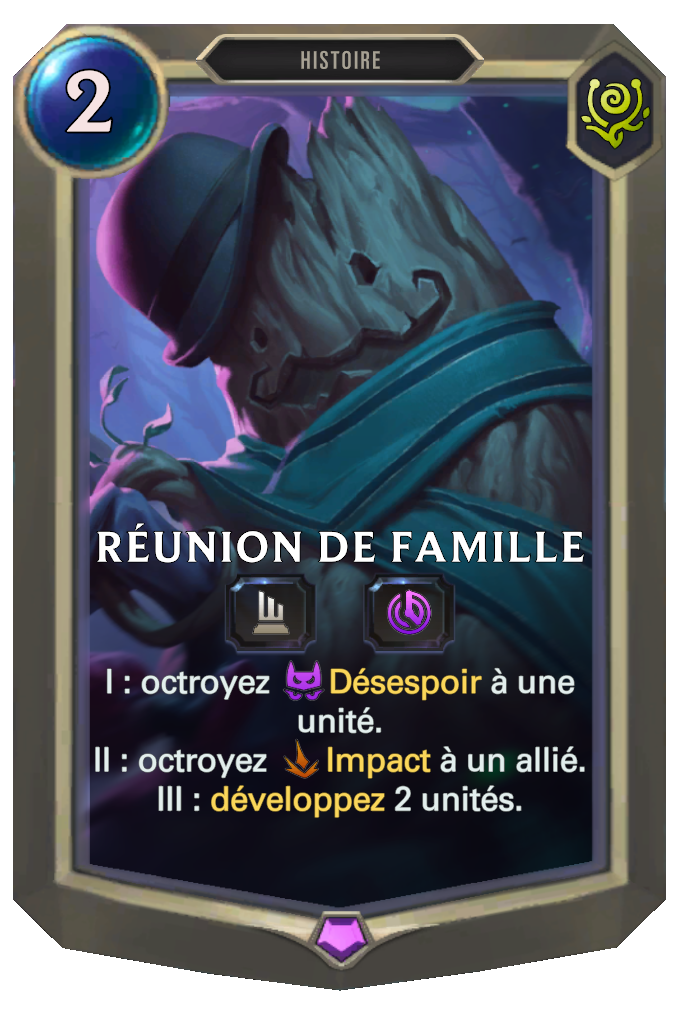 HISTOIRE
2
RÉUNION DE FAMILLE
I : octroyez Désespoir à une
unité.
II : octroyez Impact à un allié.
III : développez 2 unités.